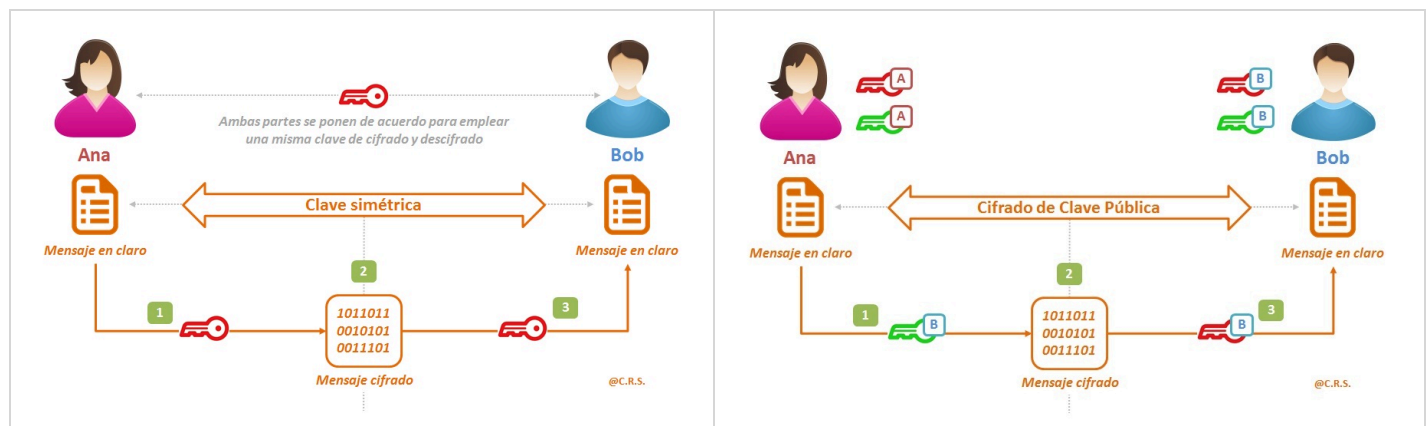 Ambas partes se ponen de acuerdo para emplear
una misma clave de cifrado y descifrado
Ana
Bob
Clave simétrica
Mensaje en claro
Mensaje en claro
2
1
3
1011011
0010101
0011101
Mensaje cifrado
@C.R.S.
A
B
A
B
Ana
Bob
Cifrado de Clave Pública
Mensaje en claro
Mensaje en claro
2
1
3
B
B
1011011
0010101
0011101
Mensaje cifrado
@C.R.S.